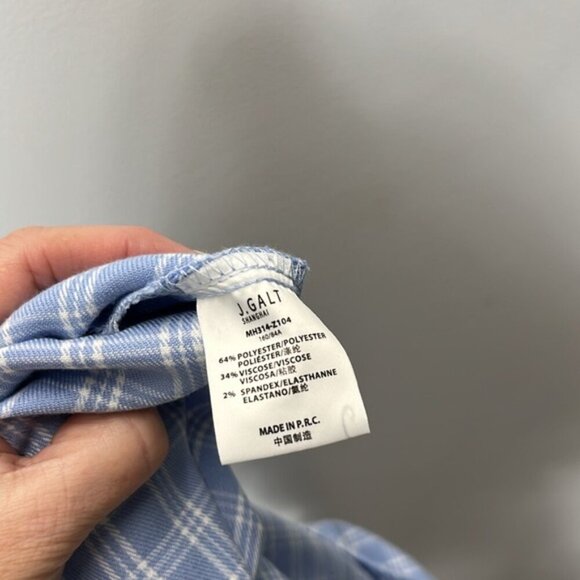 J.GALT
SHANGHAI
MH314-Z104
160/84A
64% POLYESTER/POLYESTER
POLIÉSTER/涤纶
34% VISCOSE/VISCOSE
VISCOSA/粘胶
2% SPANDEX/ELASTHANNE
ELASTANO/氨纶
MADE IN P.R.C.
中国制造